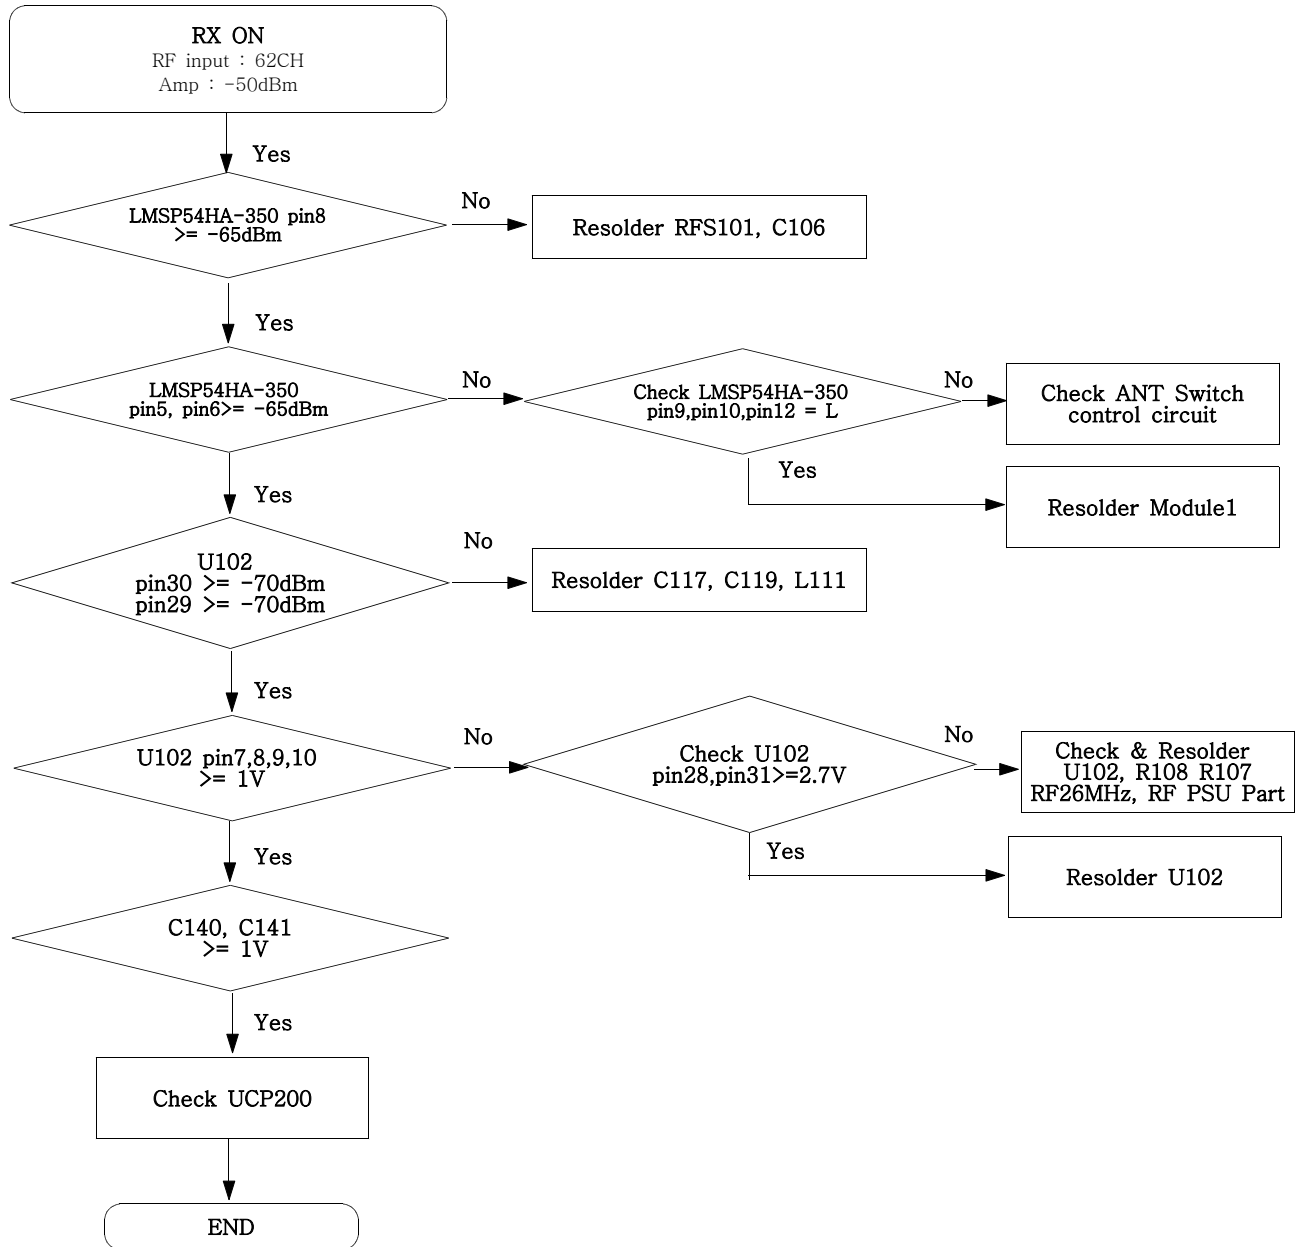 RX ON
RF input : 62CH
Amp : -50dBm
Yes
LMSP54HA-350 pin8
>= -65dBm
No
Resolder RFS101, C106
Yes
LMSP54HA-350
pin5, pin6>= -65dBm
No
Check LMSP54HA-350
pin9,pin10,pin12 = L
No
Check ANT Switch
control circuit
Yes
Resolder Module1
Yes
U102
pin30 >= -70dBm
pin29 >= -70dBm
No
Resolder C117, C119, L111
Yes
U102 pin7,8,9,10
>= 1V
No
Check U102
pin28,pin31>=2.7V
No
Check & Resolder
U102, R108 R107
RF26MHz, RF PSU Part
Yes
Resolder U102
Yes
C140, C141
>= 1V
Yes
Check UCP200
END